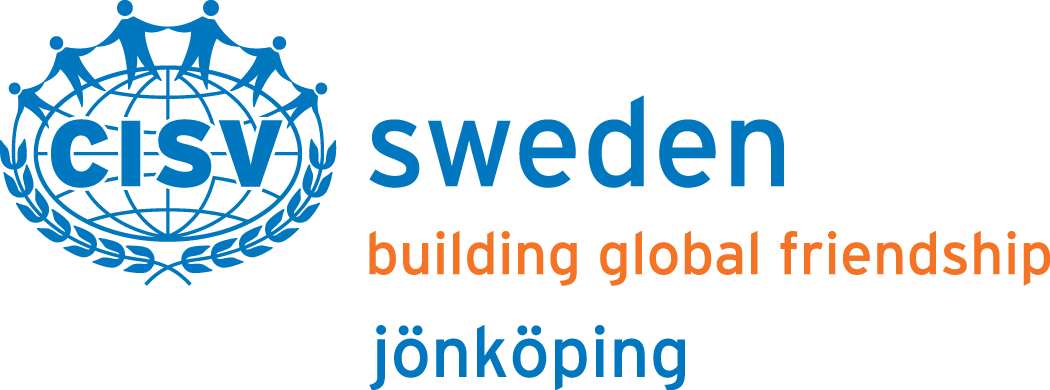 CISV
sweden
building global friendship
jönköping